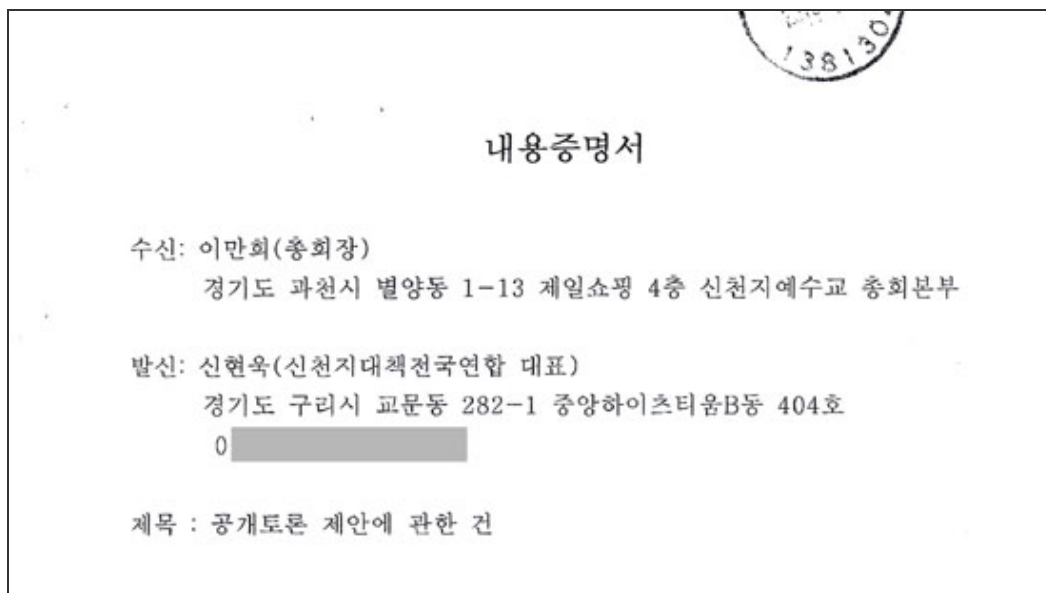 138130
내용증명서
수신: 이만희(총회장)
경기도 과천시 별양동 1-13 제일쇼핑 4층 신천지예수교 총회본부
발신: 신현욱(신천지대책전국연합 대표)
경기도 구리시 교문동 282-1 중앙하이츠티움B동 404호
0
제목 : 공개토론 제안에 관한 건